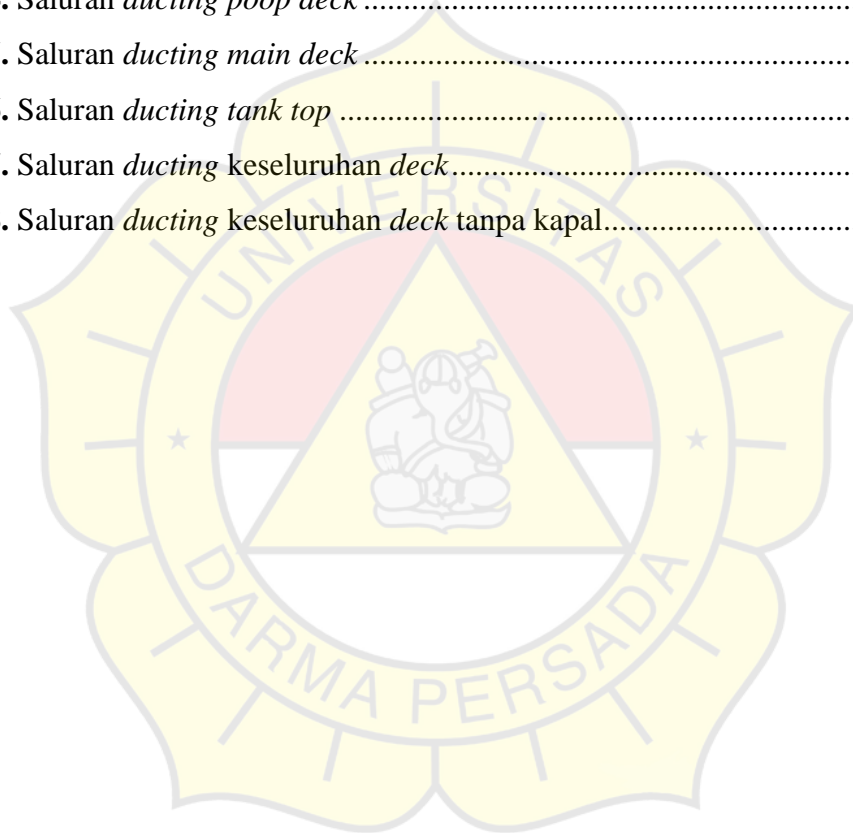 . Saluran ducting poop deck ........................................................
. Saluran ducting main deck ........................................................
. Saluran ducting tank top ........................................................
. Saluran ducting keseluruhan deck ........................................................
. Saluran ducting keseluruhan deck tanpa kapal ........................................................
UNIVERSITAS
DARMA PERSADA